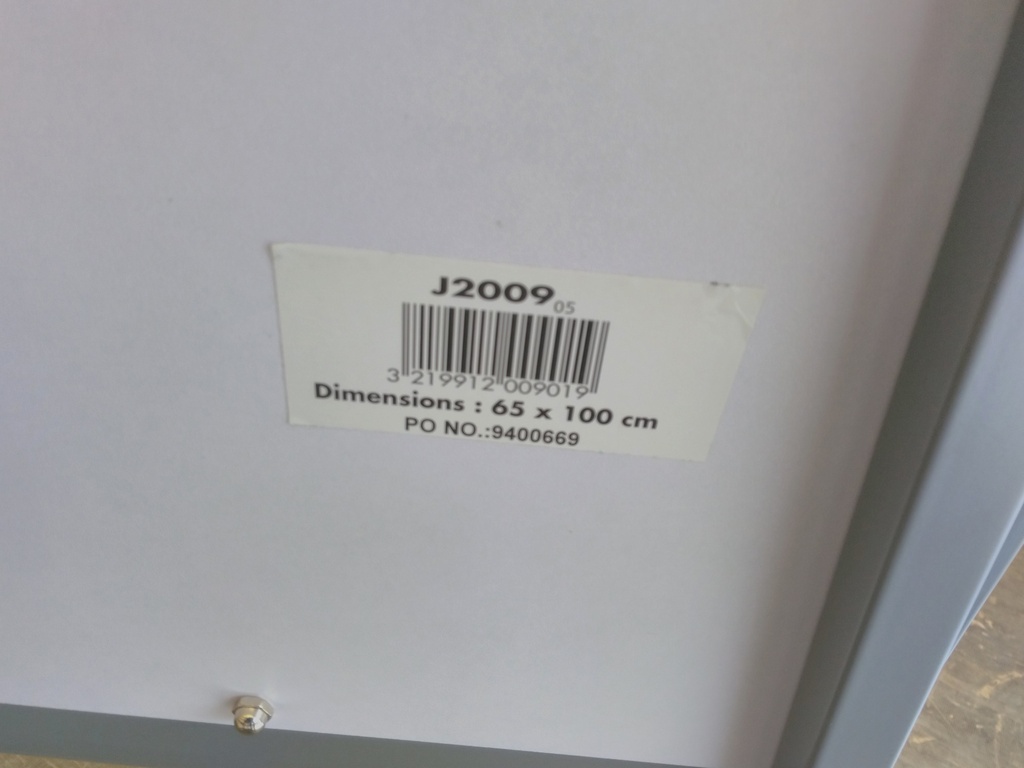 J2009 05
3 219912 009019
Dimensions : 65 x 100 cm
PO NO.:9400669